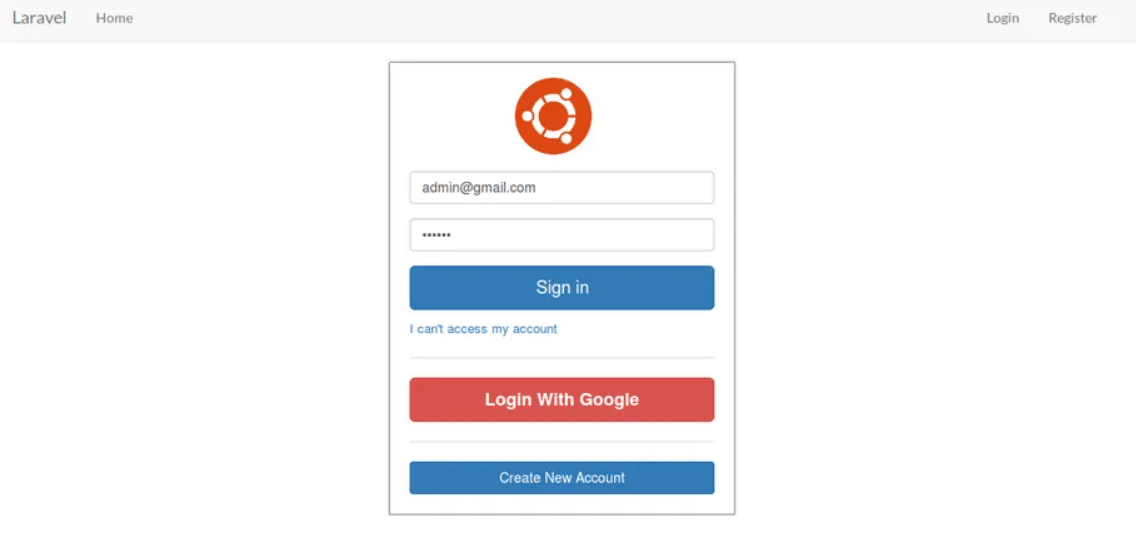 Laravel Home Login Register
admin@gmail.com
••••••
Sign in
I can't access my account
Login With Google
Create New Account